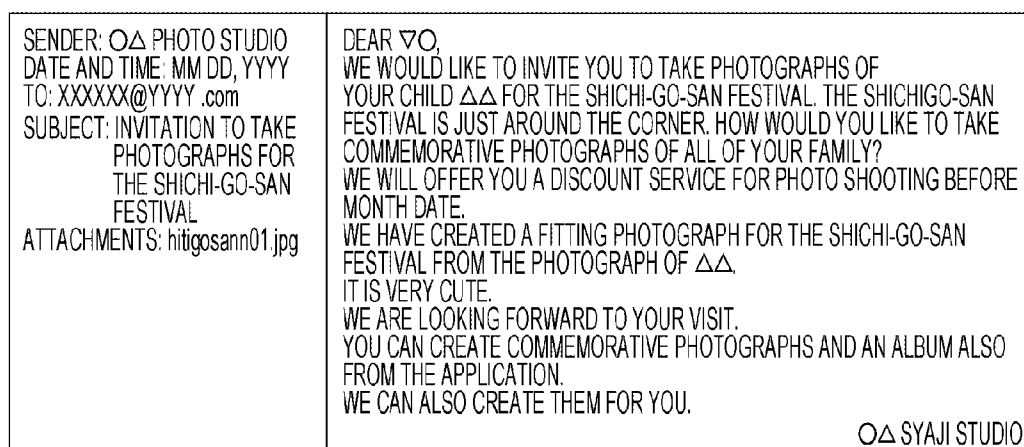 SENDER: ○△ PHOTO STUDIO
DATE AND TIME: MM DD, YYYY
TO: XXXXXX@YYYY .com
SUBJECT: INVITATION TO TAKE
PHOTOGRAPHS FOR
THE SHICHI-GO-SAN
FESTIVAL
ATTACHMENTS: hitigosann01.jpg
DEAR ▽○,
WE WOULD LIKE TO INVITE YOU TO TAKE PHOTOGRAPHS OF
YOUR CHILD △△ FOR THE SHICHI-GO-SAN FESTIVAL. THE SHICHIGO-SAN
FESTIVAL IS JUST AROUND THE CORNER. HOW WOULD YOU LIKE TO TAKE
COMMEMORATIVE PHOTOGRAPHS OF ALL OF YOUR FAMILY?
WE WILL OFFER YOU A DISCOUNT SERVICE FOR PHOTO SHOOTING BEFORE
MONTH DATE.
WE HAVE CREATED A FITTING PHOTOGRAPH FOR THE SHICHI-GO-SAN
FESTIVAL FROM THE PHOTOGRAPH OF △△.
IT IS VERY CUTE.
WE ARE LOOKING FORWARD TO YOUR VISIT.
YOU CAN CREATE COMMEMORATIVE PHOTOGRAPHS AND AN ALBUM ALSO
FROM THE APPLICATION.
WE CAN ALSO CREATE THEM FOR YOU.
○△ SYAJI STUDIO